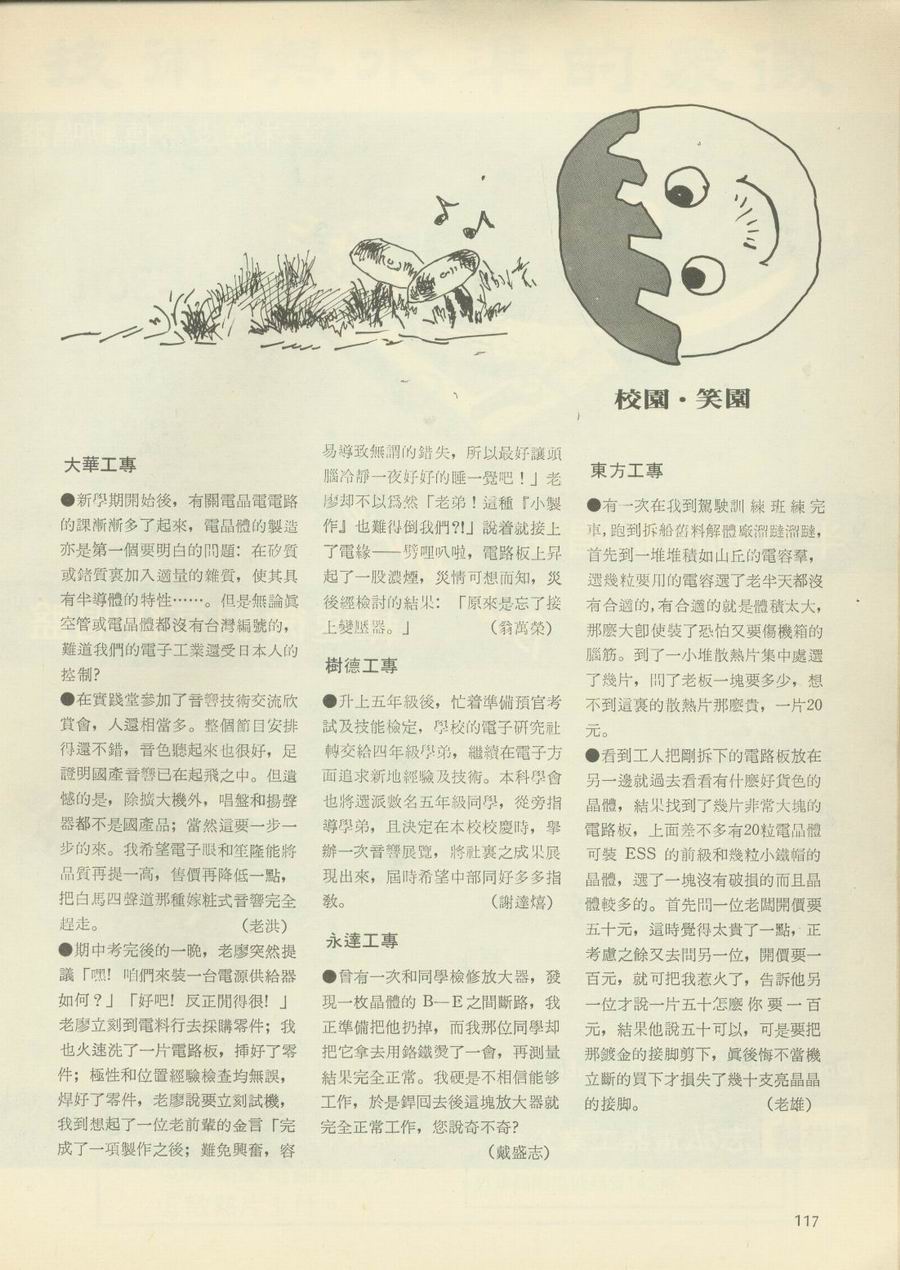 校園・笑園
大華工專
●新學期開始後，有關電晶電電路
的課漸漸多了起來，電晶體的製造
亦是第一個要明白的問題：在矽質
或鍺質裏加入適量的雜質，使其具
有半導體的特性……。但是無論眞
空管或電晶體都沒有台灣編號的，
難道我們的電子工業還受日本人的
控制？
●在實踐堂參加了音響技術交流欣
賞會，人還相當多。整個節目安排
得還不錯，音色聽起來也很好，足
證明國產音響已在起飛之中。但遺
憾的是，除擴大機外，唱盤和揚聲
器都不是國產品；當然這要一步一
步的來。我希望電子眼和笙隆能將
品質再提一高，售價再降低一點，
把白馬四聲道那種嫁粧式音響完全
趕走。（老洪）
●期中考完後的一晚，老廖突然提
議「嘿！咱們來裝一台電源供給器
如何？」「好吧！反正閒得很！」
老廖立刻到電料行去採購零件；我
也火速洗了一片電路板，揷好了零
件；極性和位置經驗檢查均無誤，
焊好了零件，老廖說要立刻試機，
我到想起了一位老前輩的金言「完
成了一項製作之後；難免興奮，容
易導致無謂的錯失，所以最好讓頭
腦冷靜一夜好好的睡一覺吧！」老
廖却不以爲然「老弟！這種『小製
作』也難得倒我們?!」說着就接上
了電緣——劈哩叭啦，電路板上昇
起了一股濃煙，災情可想而知，災
後經檢討的結果：「原來是忘了接
上變壓器。」（翁萬榮）
樹德工專
●升上五年級後，忙着準備預官考
試及技能檢定，學校的電子研究社
轉交給四年級學弟，繼續在電子方
面追求新地經驗及技術。本科學會
也將選派數名五年級同學，從旁指
導學弟，且決定在本校校慶時，舉
辦一次音響展覽，將社裏之成果展
現出來，屆時希望中部同好多多指
敎。（謝達熺）
永達工專
●曾有一次和同學檢修放大器，發
現一枚晶體的 B—E之間斷路，我
正準備把他扔掉，而我那位同學却
把它拿去用鉻鐵燙了一會，再測量
結果完全正常。我硬是不相信能够
工作，於是銲囘去後這塊放大器就
完全正常工作，您說奇不奇？
（戴盛志）
東方工專
●有一次在我到駕駛訓練班練完
車，跑到拆船舊料解體廠溜躂溜躂，
首先到一堆堆積如山丘的電容羣，
選幾粒要用的電容選了老半天都沒
有合適的，有合適的就是體積太大，
那麽大卽使裝了恐怕又要傷機箱的
腦筋。到了一小堆散熱片集中處選
了幾片，問了老板一塊要多少，想
不到這裏的散熱片那麽貴，一片20
元。
●看到工人把剛拆下的電路板放在
另一邊就過去看看有什麽好貨色的
晶體，結果找到了幾片非常大塊的
電路板，上面差不多有20粒電晶體
可裝 ESS 的前級和幾粒小鐵帽的
晶體，選了一塊沒有破損的而且晶
體較多的。首先問一位老闆開價要
五十元，這時覺得太貴了一點，正
考慮之餘又去問另一位，開價要一
百元，就可把我惹火了，告訴他另
一位才說一片五十怎麽你要一百
元，結果他說五十可以，可是要把
那鍍金的接脚剪下，眞後悔不當機
立斷的買下才損失了幾十支亮晶晶
的接脚。（老雄）
117